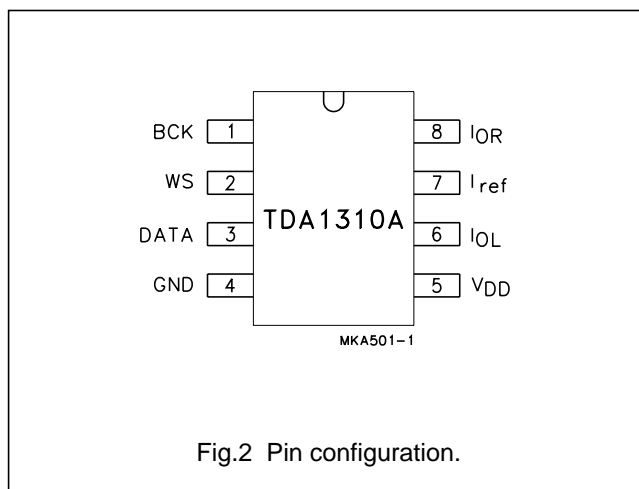 BCK 1 8 IOR
WS 2 7 Iref
TDA1310A
DATA 3 6 IOL
GND 4 5 VDD
MKA501-1
Fig.2 Pin configuration.